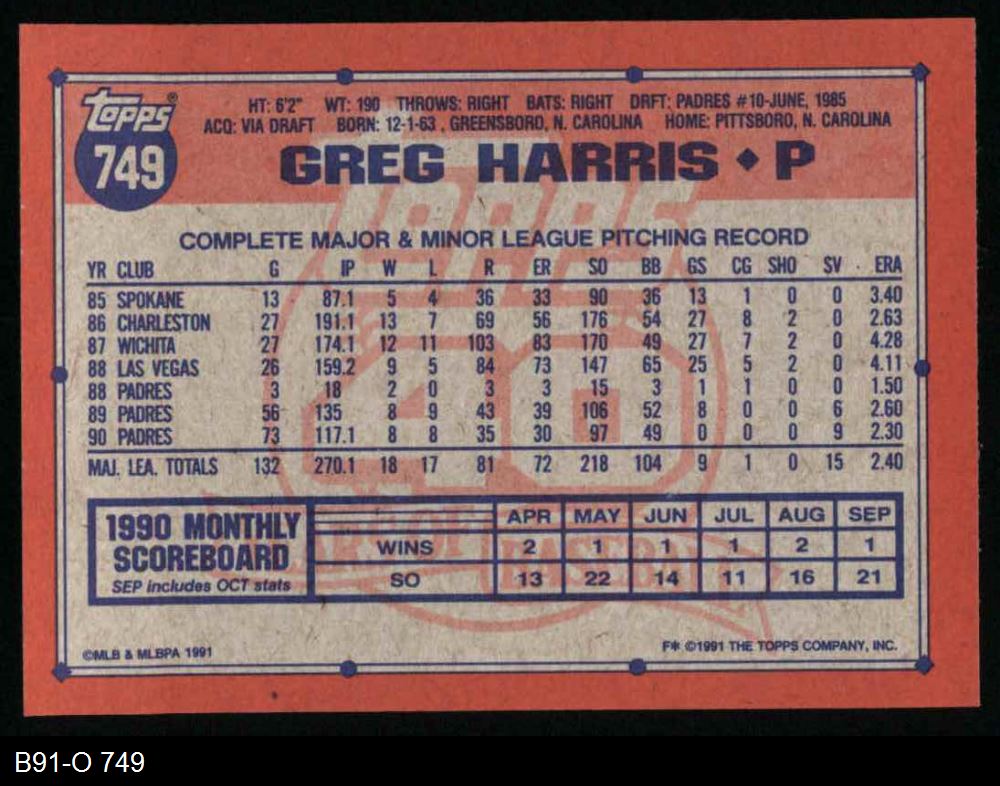 TOPPS®
749
HT: 6'2" WT: 190 THROWS: RIGHT BATS: RIGHT DRFT: PADRES #10-JUNE, 1985
ACQ: VIA DRAFT BORN: 12-1-63 , GREENSBORO, N. CAROLINA HOME: PITTSBORO, N. CAROLINA
GREG HARRIS ♦ P
COMPLETE MAJOR & MINOR LEAGUE PITCHING RECORD
YR CLUB G IP W L R ER SO BB GS CG SHO SV ERA
85 SPOKANE 13 87.1 5 4 36 33 90 36 13 1 0 0 3.40
86 CHARLESTON 27 191.1 13 7 69 56 176 54 27 8 2 0 2.63
87 WICHITA 27 174.1 12 11 103 83 170 49 27 7 2 0 4.28
88 LAS VEGAS 26 159.2 9 5 84 73 147 65 25 5 2 0 4.11
88 PADRES 3 18 2 0 3 3 15 3 1 1 0 0 1.50
89 PADRES 56 135 8 9 43 39 106 52 8 0 0 6 2.60
90 PADRES 73 117.1 8 8 35 30 97 49 0 0 0 9 2.30
MAJ. LEA. TOTALS 132 270.1 18 17 81 72 218 104 9 1 0 15 2.40
1990 MONTHLY
SCOREBOARD
SEP includes OCT stats
APR MAY JUN JUL AUG SEP
WINS 2 1 1 1 2 1
SO 13 22 14 11 16 21
©MLB & MLBPA 1991
F* ©1991 THE TOPPS COMPANY, INC.
B91-O 749